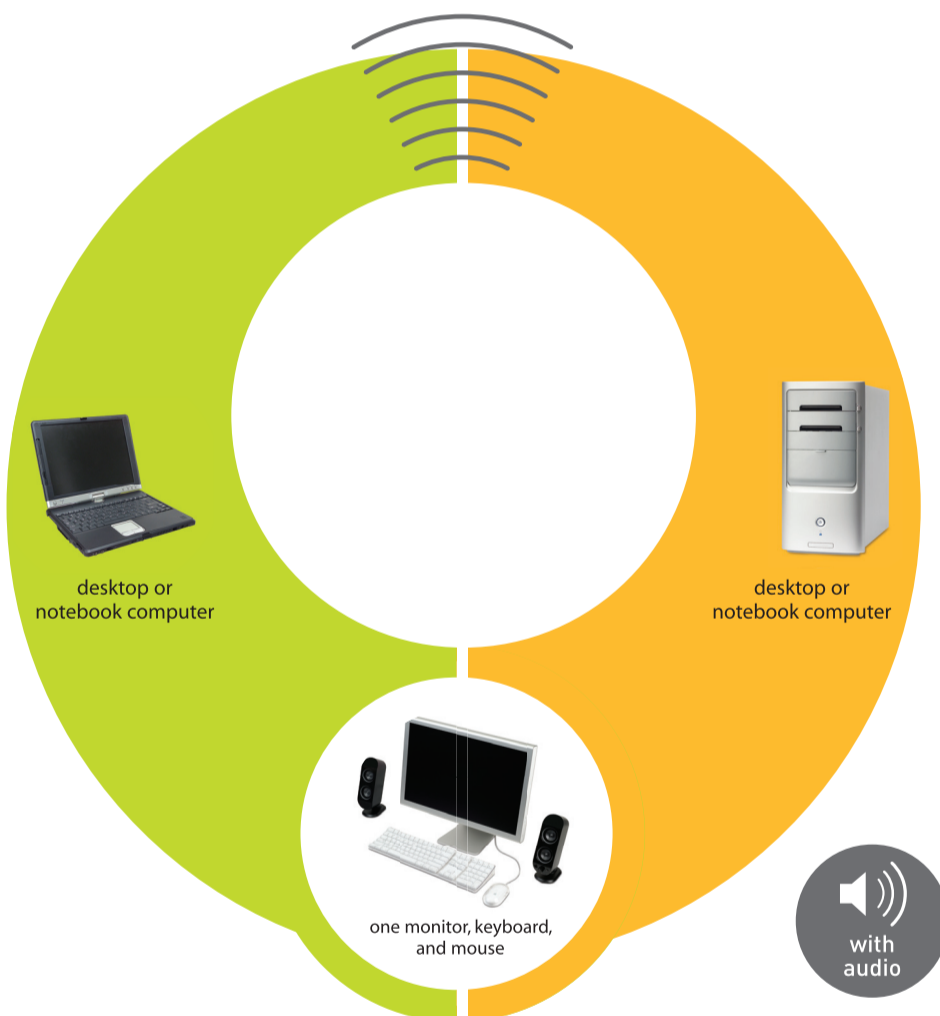 desktop or
notebook computer
desktop or
notebook computer
one monitor, keyboard,
and mouse
with
audio